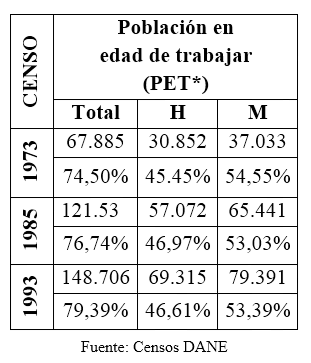 CENSO
Población en
edad de trabajar
(PET*)
Total H M
1973
67.885 30.852 37.033
74,50% 45.45% 54,55%
1985
121.53 57.072 65.441
76,74% 46,97% 53,03%
1993
148.706 69.315 79.391
79,39% 46,61% 53,39%
Fuente: Censos DANE